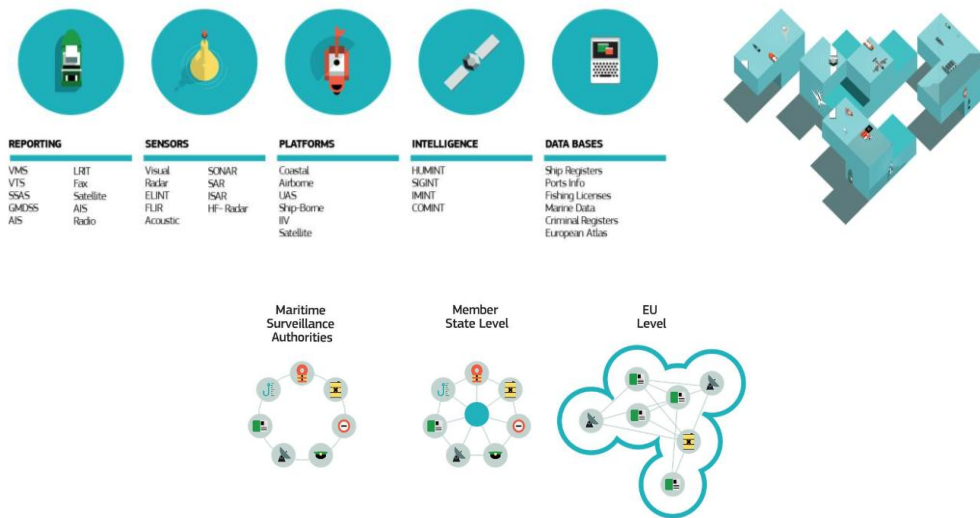 REPORTING
VMS
VTS
SSAS
GMDSS
AIS
LRIT
Fax
Satellite
AIS
Radio
SENSORS
Visual
Radar
ELINT
FLIR
Acoustic
SONAR
SAR
ISAR
HF-Radar
PLATFORMS
Coastal
Airborne
UAS
Ship-Borne
IIV
Satellite
INTELLIGENCE
HUMINT
SIGINT
IMINT
COMINT
DATA BASES
Ship Registers
Ports Info
Fishing Licenses
Marine Data
Criminal Registers
European Atlas
Maritime
Surveillance
Authorities
Member
State Level
EU
Level